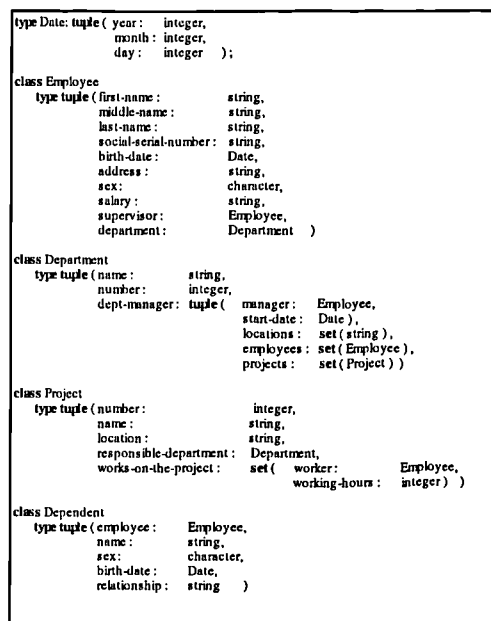 type Date: tuple ( year : integer,
month : integer,
day : integer ) ;
class Employee
type tuple ( first-name : string,
middle-name : string,
last-name : string,
social-serial-number : string,
birth-date : Date,
address : string,
sex : character,
salary : string,
supervisor : Employee,
department : Department )
class Department
type tuple ( name : string,
number : integer,
dept-manager : tuple ( manager : Employee,
start-date : Date ) ,
locations : set ( string ) ,
employees : set ( Employee ) ,
projects : set ( Project ) )
class Project
type tuple ( number : integer,
name : string,
location : string,
responsible-department : Department,
works-on-the-project : set ( worker : Employee,
working-hours : integer ) )
class Dependent
type tuple ( employee : Employee,
name : string,
sex : character,
birth-date : Date,
relationship : string )